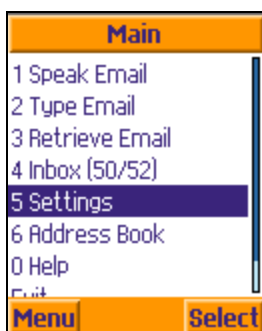 Main
1 Speak Email
2 Type Email
3 Retrieve Email
4 Inbox (50/52)
5 Settings
6 Address Book
0 Help
Exit
Menu Select